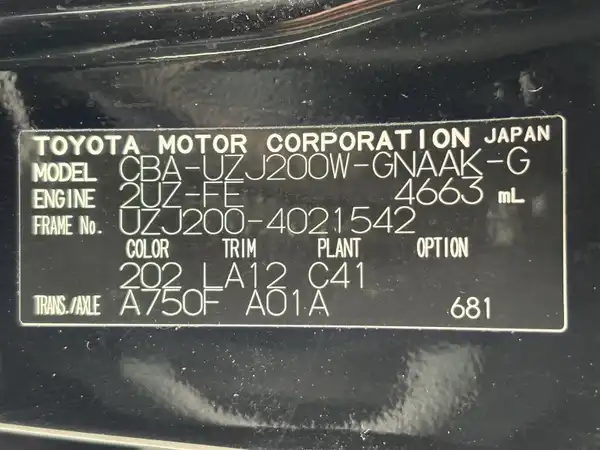 TOYOTA MOTOR CORPORATION JAPAN
MODEL CBA-UZJ200W-GNAAK-G
ENGINE 2UZ-FE 4663 mL
FRAME No. UZJ200-4021542
COLOR TRIM PLANT OPTION
202 LA12 C41
TRANS./AXLE A750F A01A 681